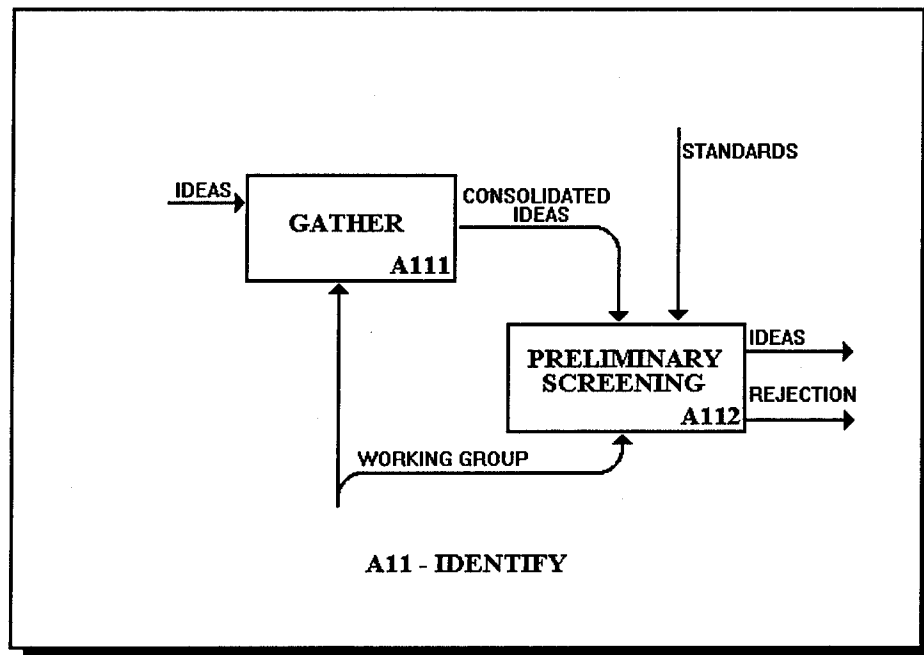 STANDARDS
IDEAS
CONSOLIDATED
IDEAS
GATHER
A111
PRELIMINARY
SCREENING
A112
IDEAS
REJECTION
WORKING GROUP
A11 - IDENTIFY